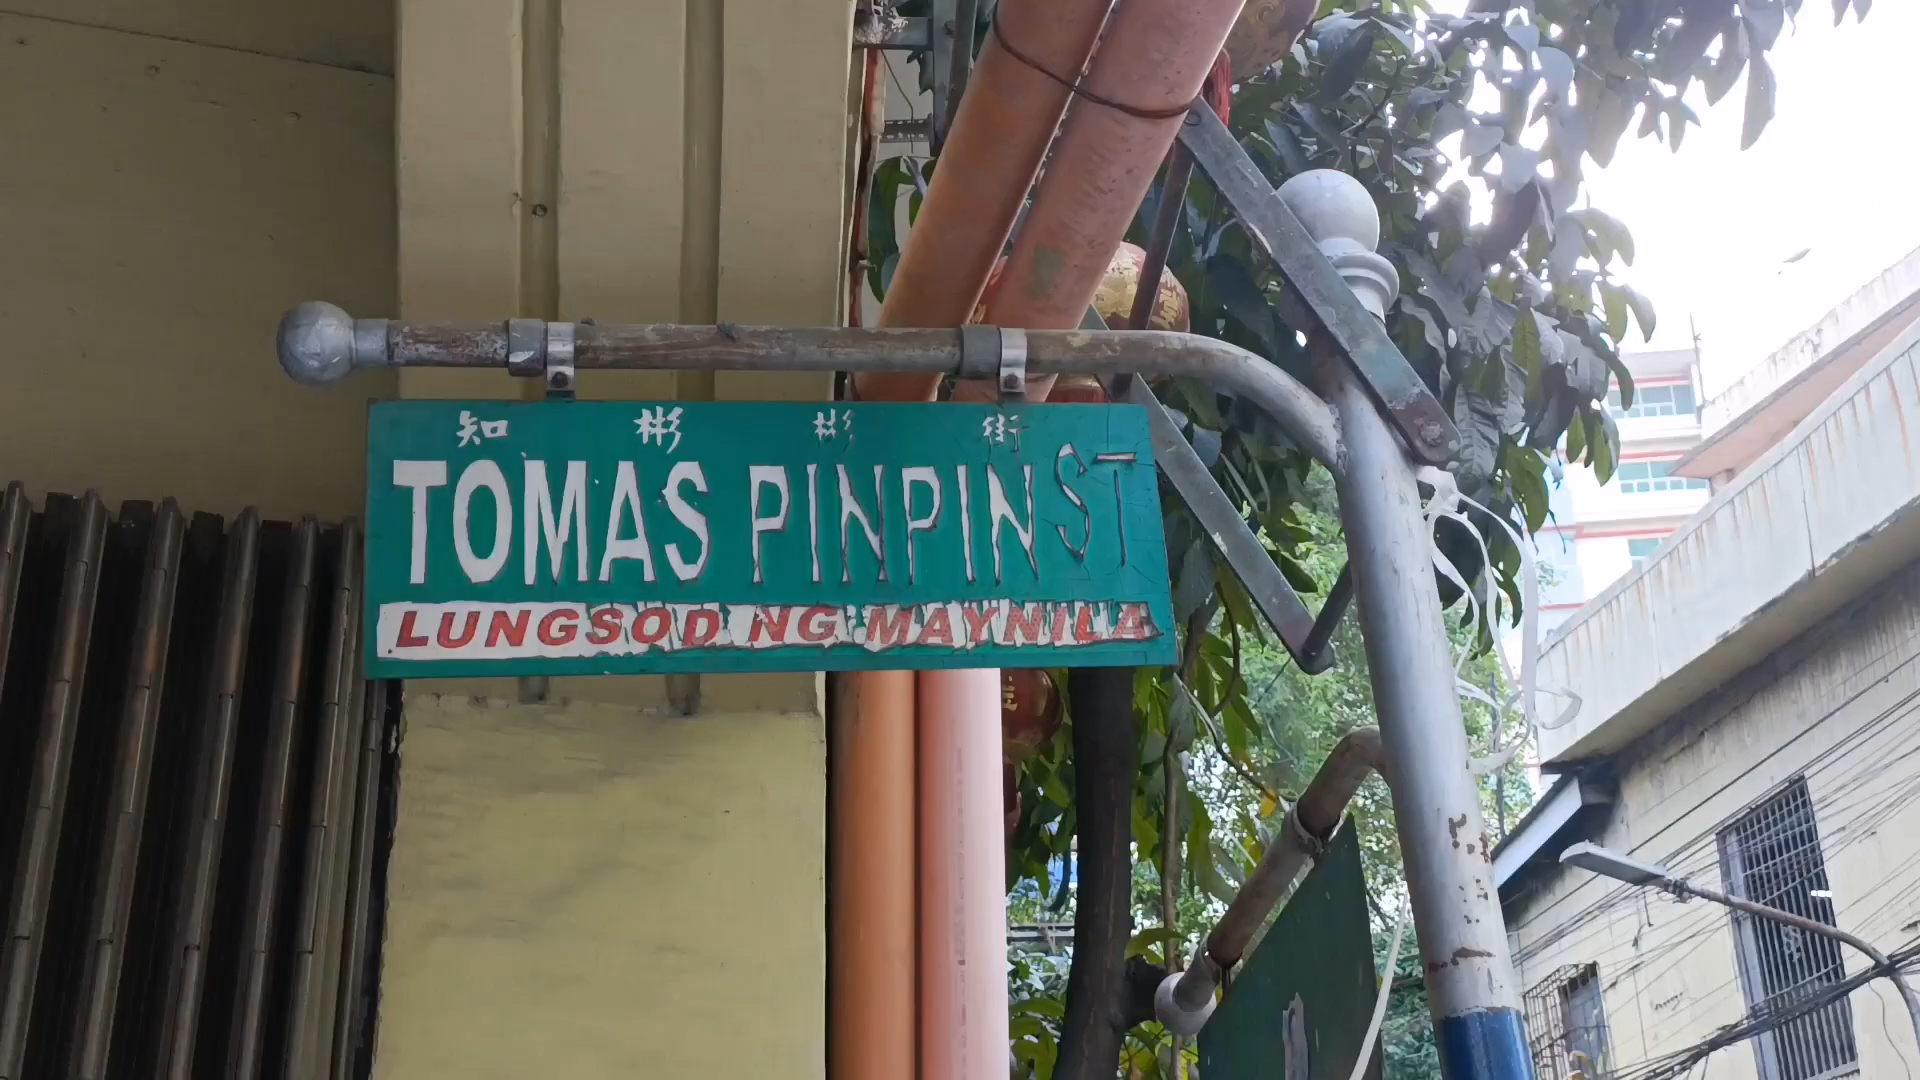 知 彬 彬 街
TOMAS PINPIN ST
LUNGSOD NG MAYNILA